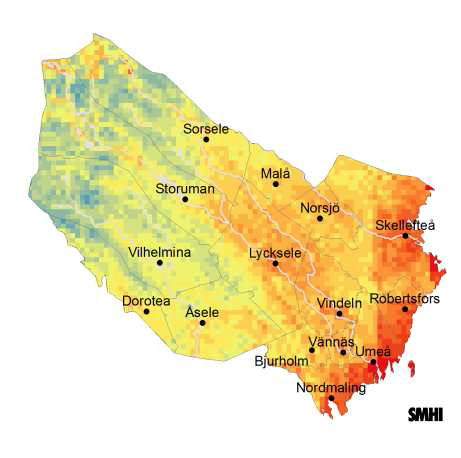 Sorsele
Malå
Storuman
Norsjö
Skellefteå
Vilhelmina
Lycksele
Dorotea
Åsele
Vindeln
Robertsfors
Vännäs
Bjurholm
Umeå
Nordmaling
SMHI